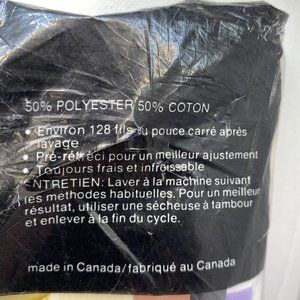 50% POLYESTER 50% COTON
• Environ 128 fils au pouce carré après
lavage
• Pré-rétréci pour un meilleur ajustement
• Toujours frais et infroissable
ENTRETIEN: Laver à la machine suivant
les méthodes habituelles. Pour un meilleur
résultat, utiliser une sécheuse à tambour
et enlever à la fin du cycle.
made in Canada/fabriqué au Canada